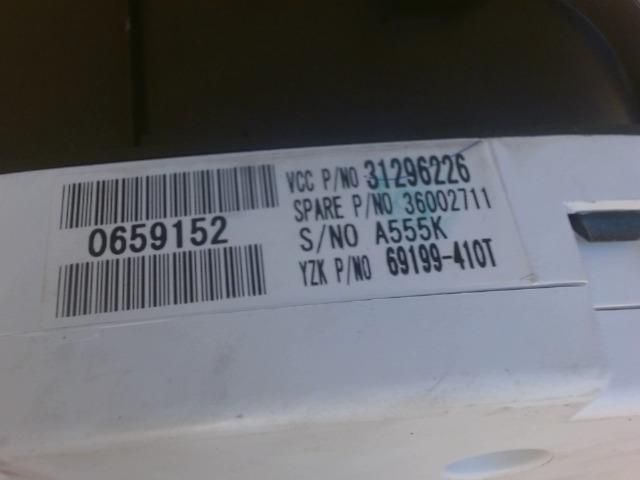 0659152
VCC P/NO 31296226
SPARE P/NO 36002711
S/NO A555K
YZK P/NO 69199-410T